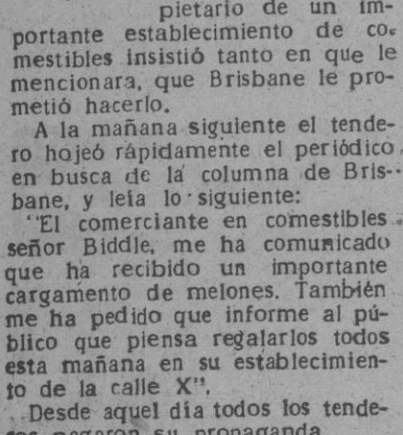 pietario de un im-
portante establecimiento de co-
mestibles insistió tanto en que le
mencionara, que Brisbane le pro-
metió hacerlo.
A la mañana siguiente el tende-
ro hojeó rápidamente el periódico
en busca de la columna de Bris-
bane, y leía lo siguiente:
"El comerciante en comestibles
señor Biddle, me ha comunicado
que ha recibido un importante
cargamento de melones. También
me ha pedido que informe al pú-
blico que piensa regalarlos todos
esta mañana en su establecimien-
to de la calle X".
Desde aquel día todos los tende-
pagaron su propaganda